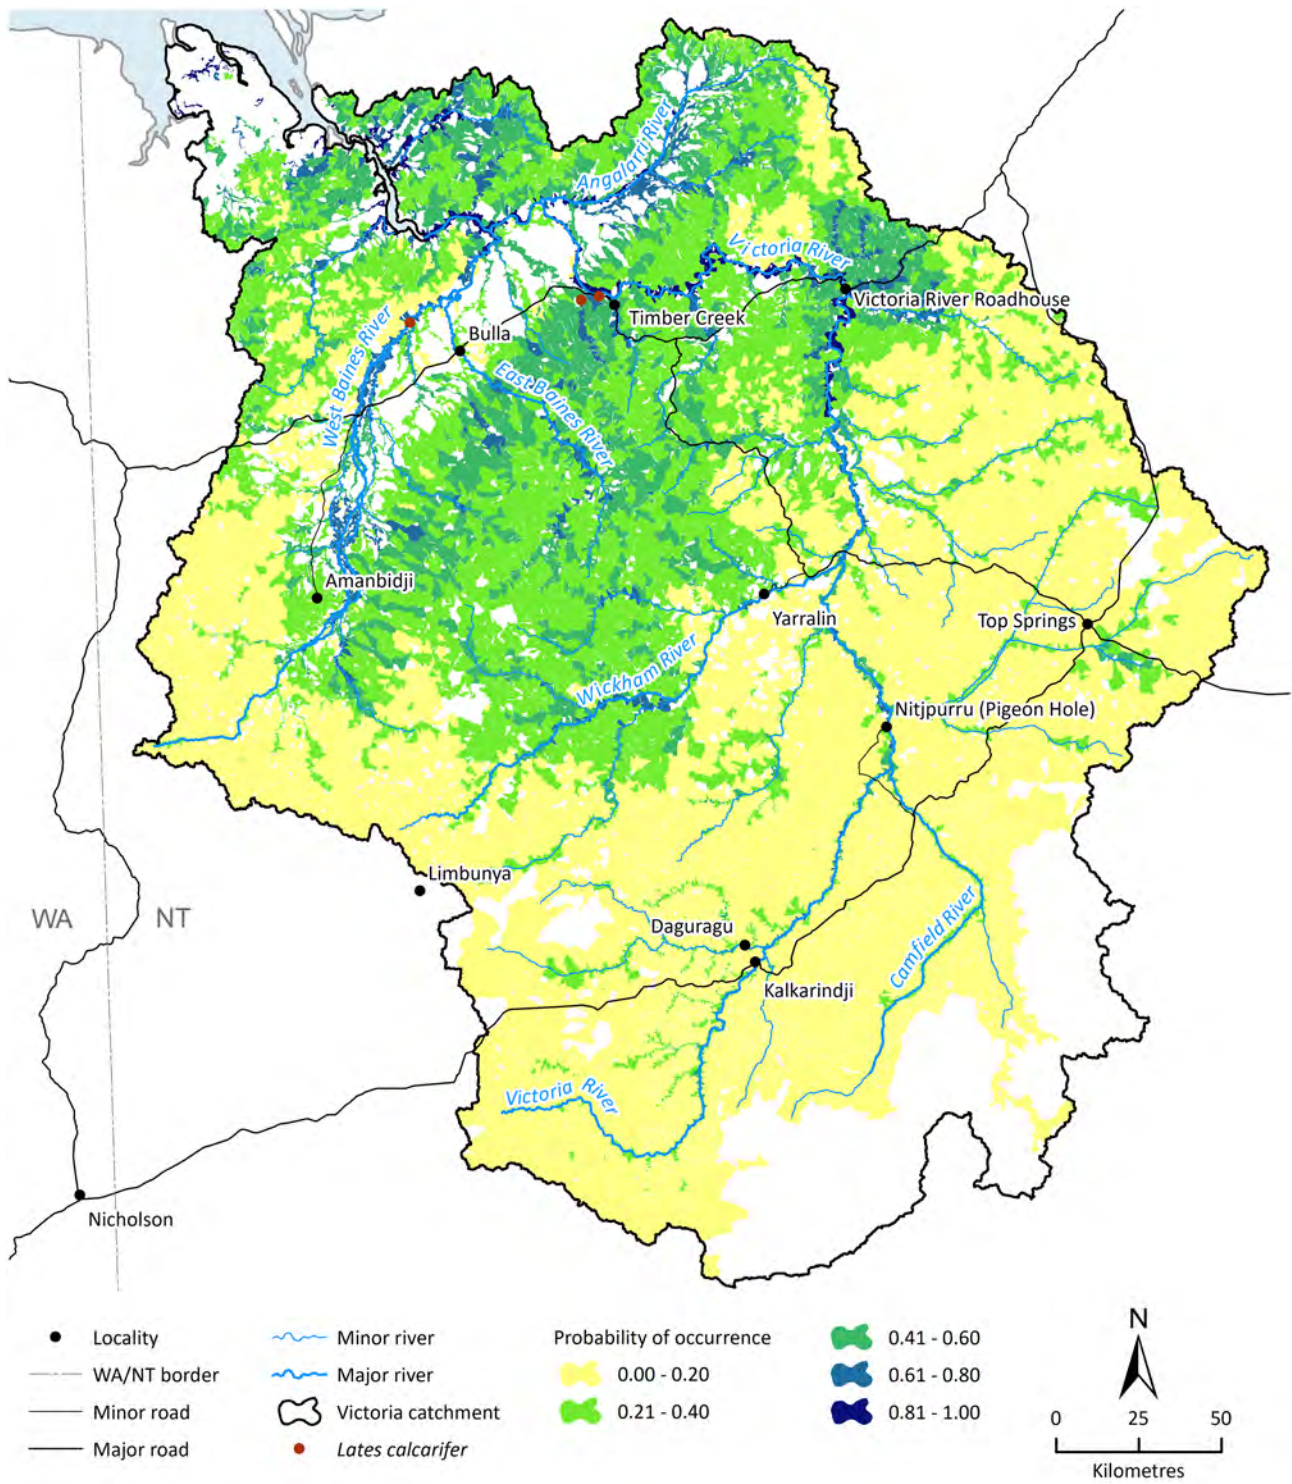 Angalarri River
Victoria River
Victoria River Roadhouse
Timber Creek
Bulla
West Baines River
East Baines River
Amanbidji
Yarralin
Top Springs
Wickham River
Nitjpurru (Pigeon Hole)
Limbunya
WA
NT
Daguragu
Camfield River
Kalkarindji
Victoria River
Nicholson
N
Locality
Minor river
Probability of occurrence
0.41 - 0.60
WA/NT border
Major river
0.00 - 0.20
0.61 - 0.80
Minor road
Victoria catchment
0.21 - 0.40
0.81 - 1.00
Major road
Lates calcarifer
0 25 50
Kilometres